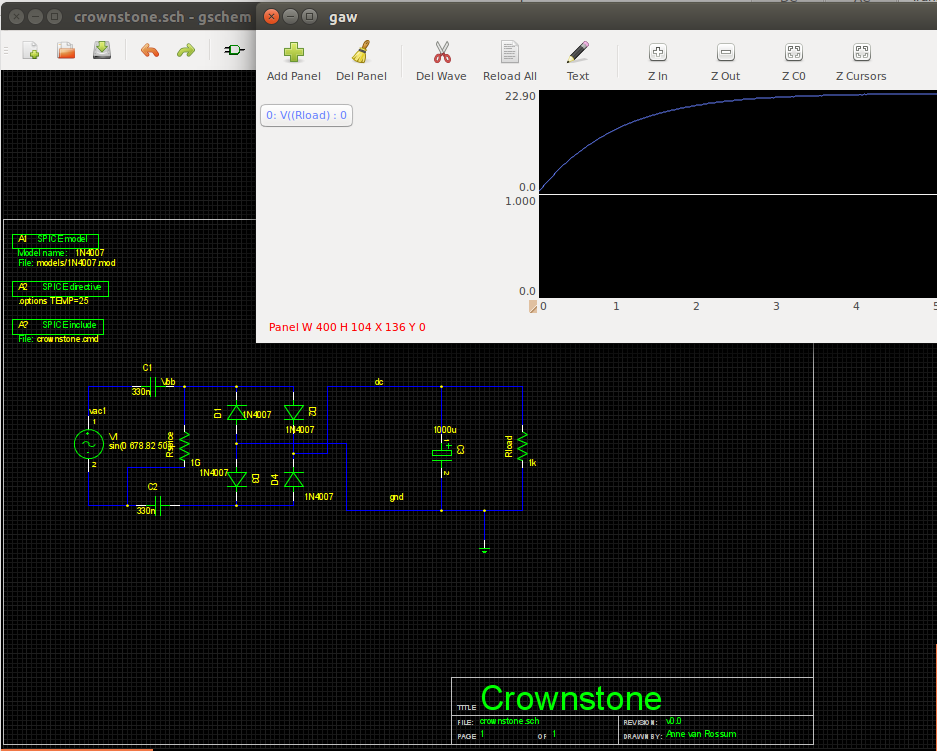 crownstone.sch - gschem
gaw
Add Panel
Del Panel
Del Wave
Reload All
Text
Z In
Z Out
Z C0
Z Cursors
0: V((Rload) : 0
22.90
0.0
1.000
0.0
0 1 2 3 4 5
Panel W 400 H 104 X 136 Y 0
A1 SPICE model
Model name: 1N4007
File: models/1N4007.mod
A2 SPICE directive
.options TEMP=25
A? SPICE include
File: crownstone.cmd
C1
Vbb
330n
dc
vac1
1
V1
sin(0 678.82 50)
2
Rspice
1G
D1
1N4007
D2
1N4007
1N4007
D3
D4
1N4007
C2
330n
1000u
1
C3
2
Rload
1k
gnd
TITLE
Crownstone
FILE: crownstone.sch
REVISION: v0.0
PAGE 1 OF 1
DRAWN BY: Anne van Rossum